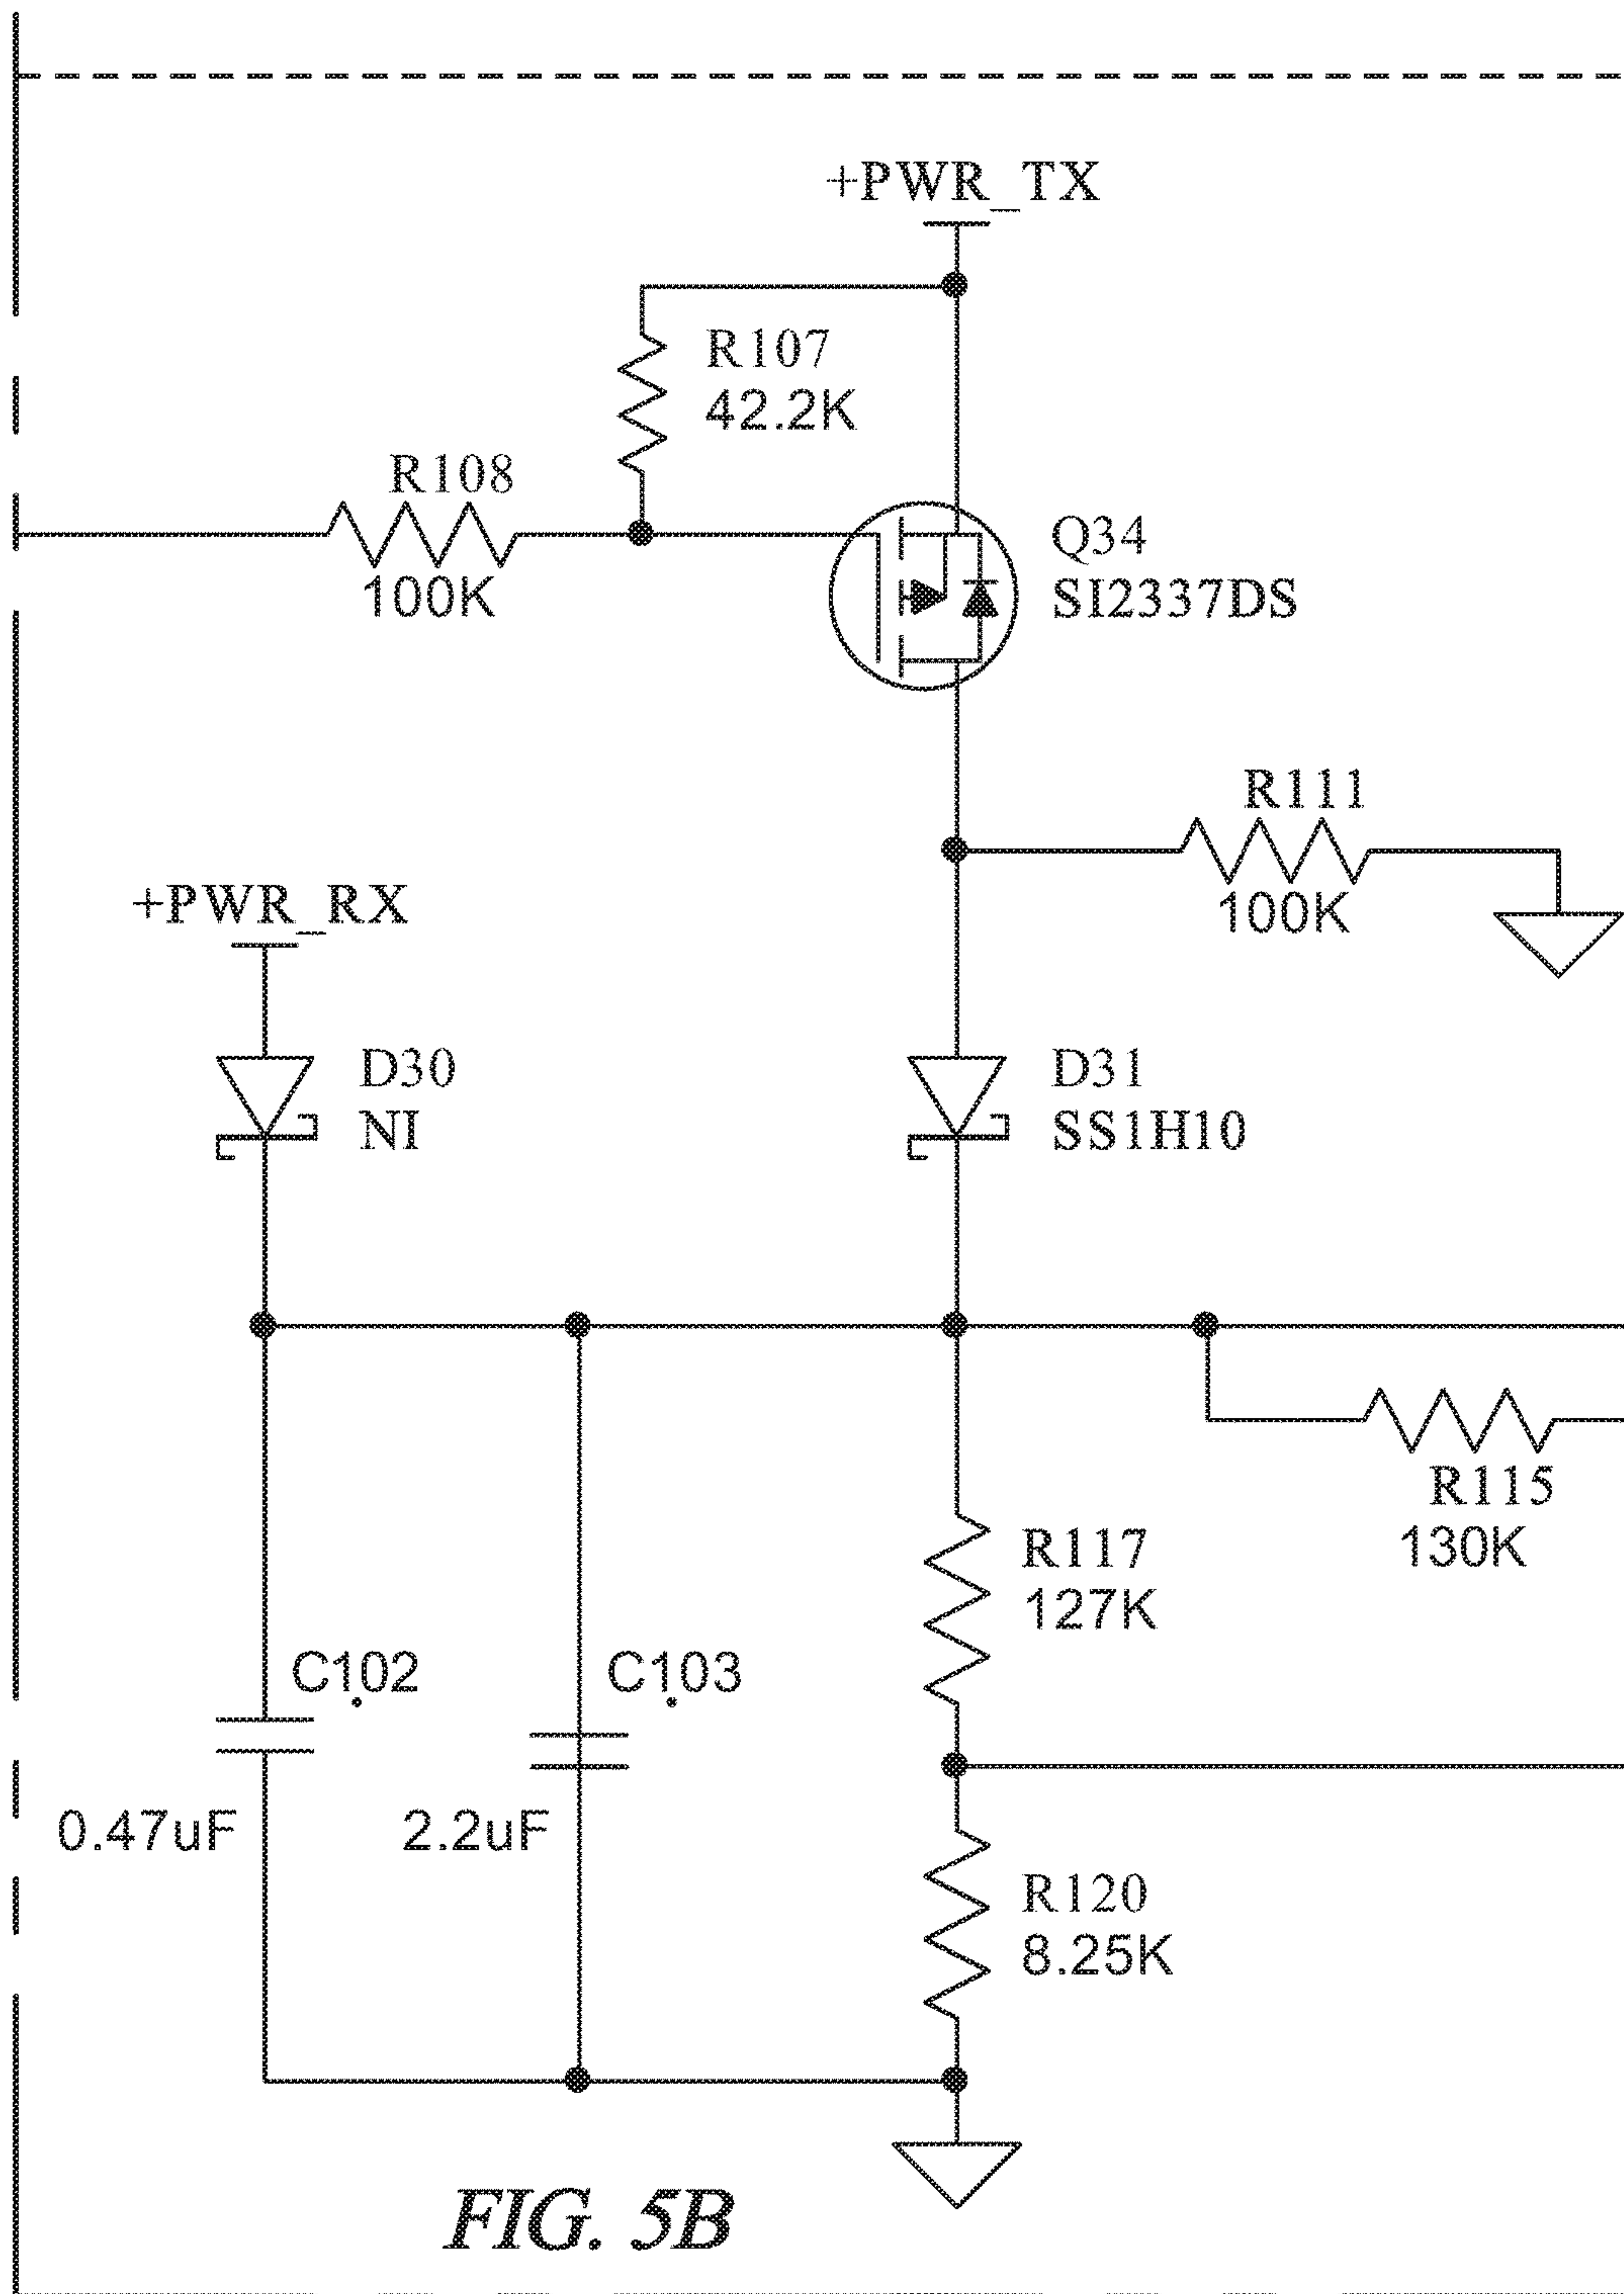 +PWR_TX
R107
42.2K
R108
100K
Q34
SI2337DS
R111
100K
+PWR_RX
D30
NI
D31
SS1H10
R115
130K
R117
127K
C102
0.47uF
C103
2.2uF
R120
8.25K
FIG. 5B